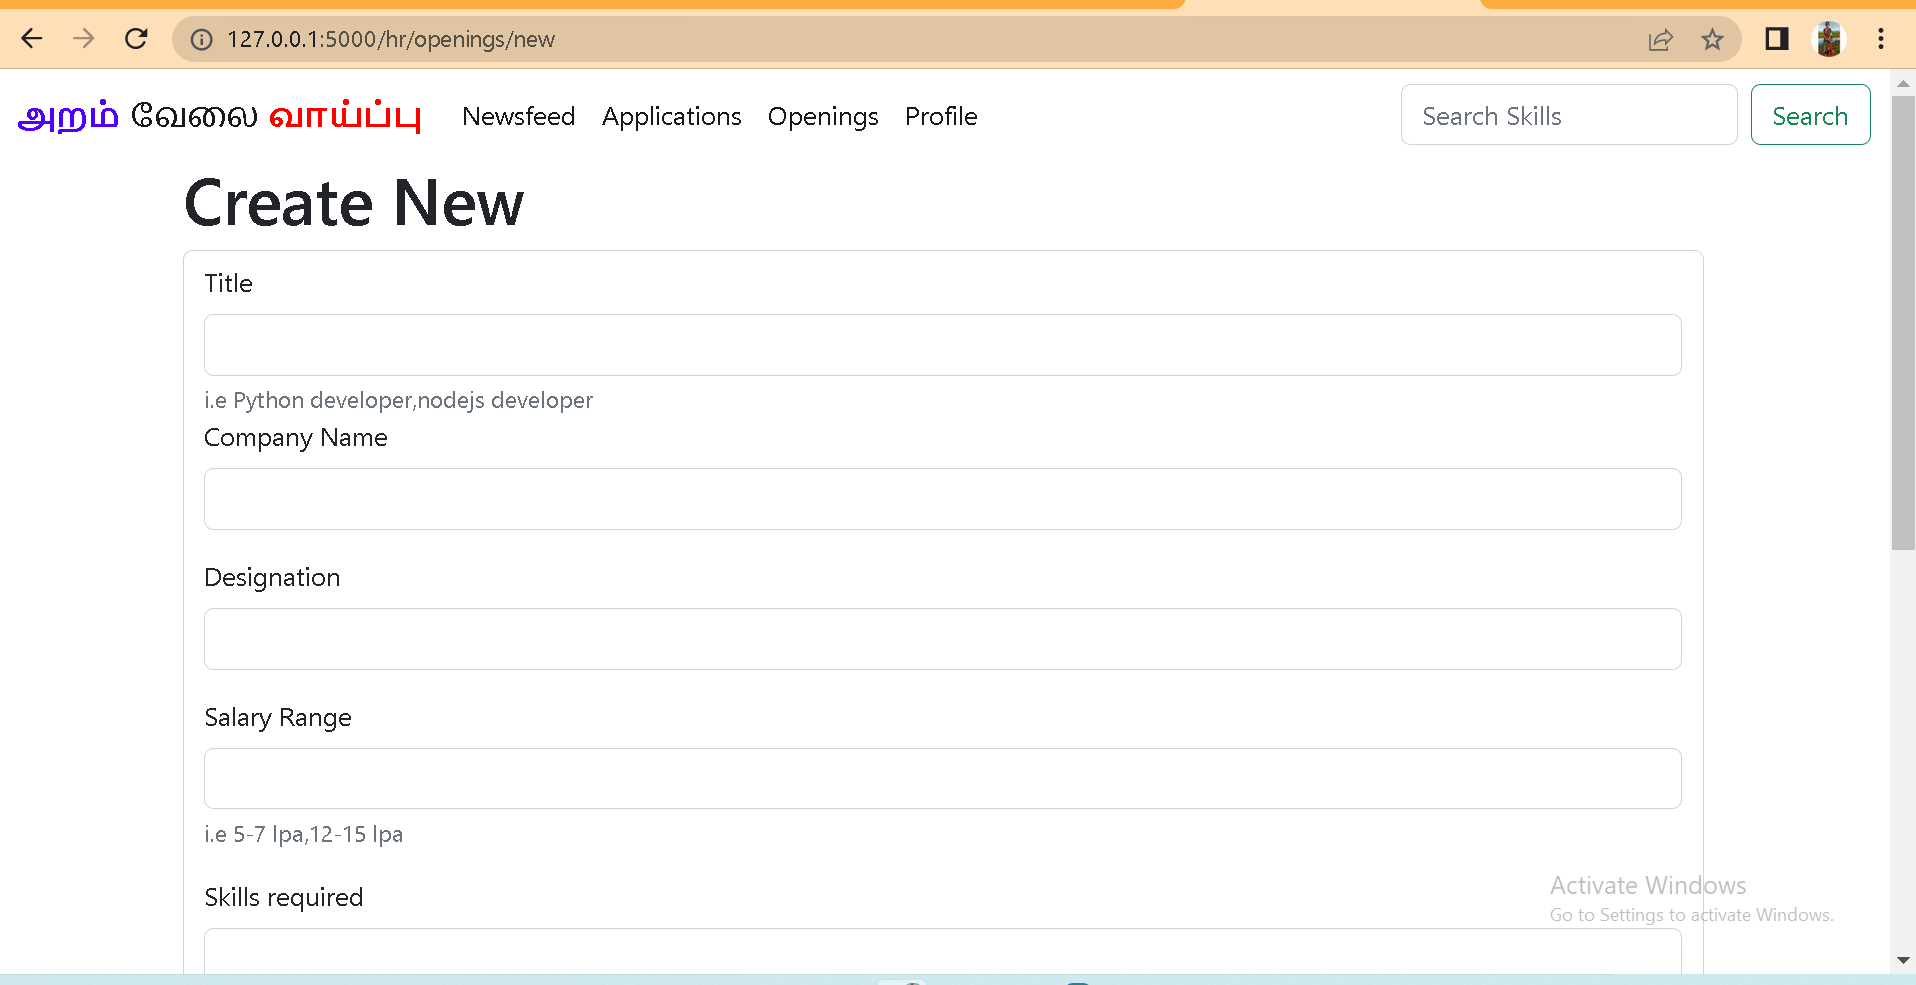 127.0.0.1:5000/hr/openings/new
அறம் வேலை வாய்ப்பு Newsfeed Applications Openings Profile Search Skills Search
Create New
Title
i.e Python developer,nodejs developer
Company Name
Designation
Salary Range
i.e 5-7 lpa,12-15 lpa
Skills required
Activate Windows
Go to Settings to activate Windows.